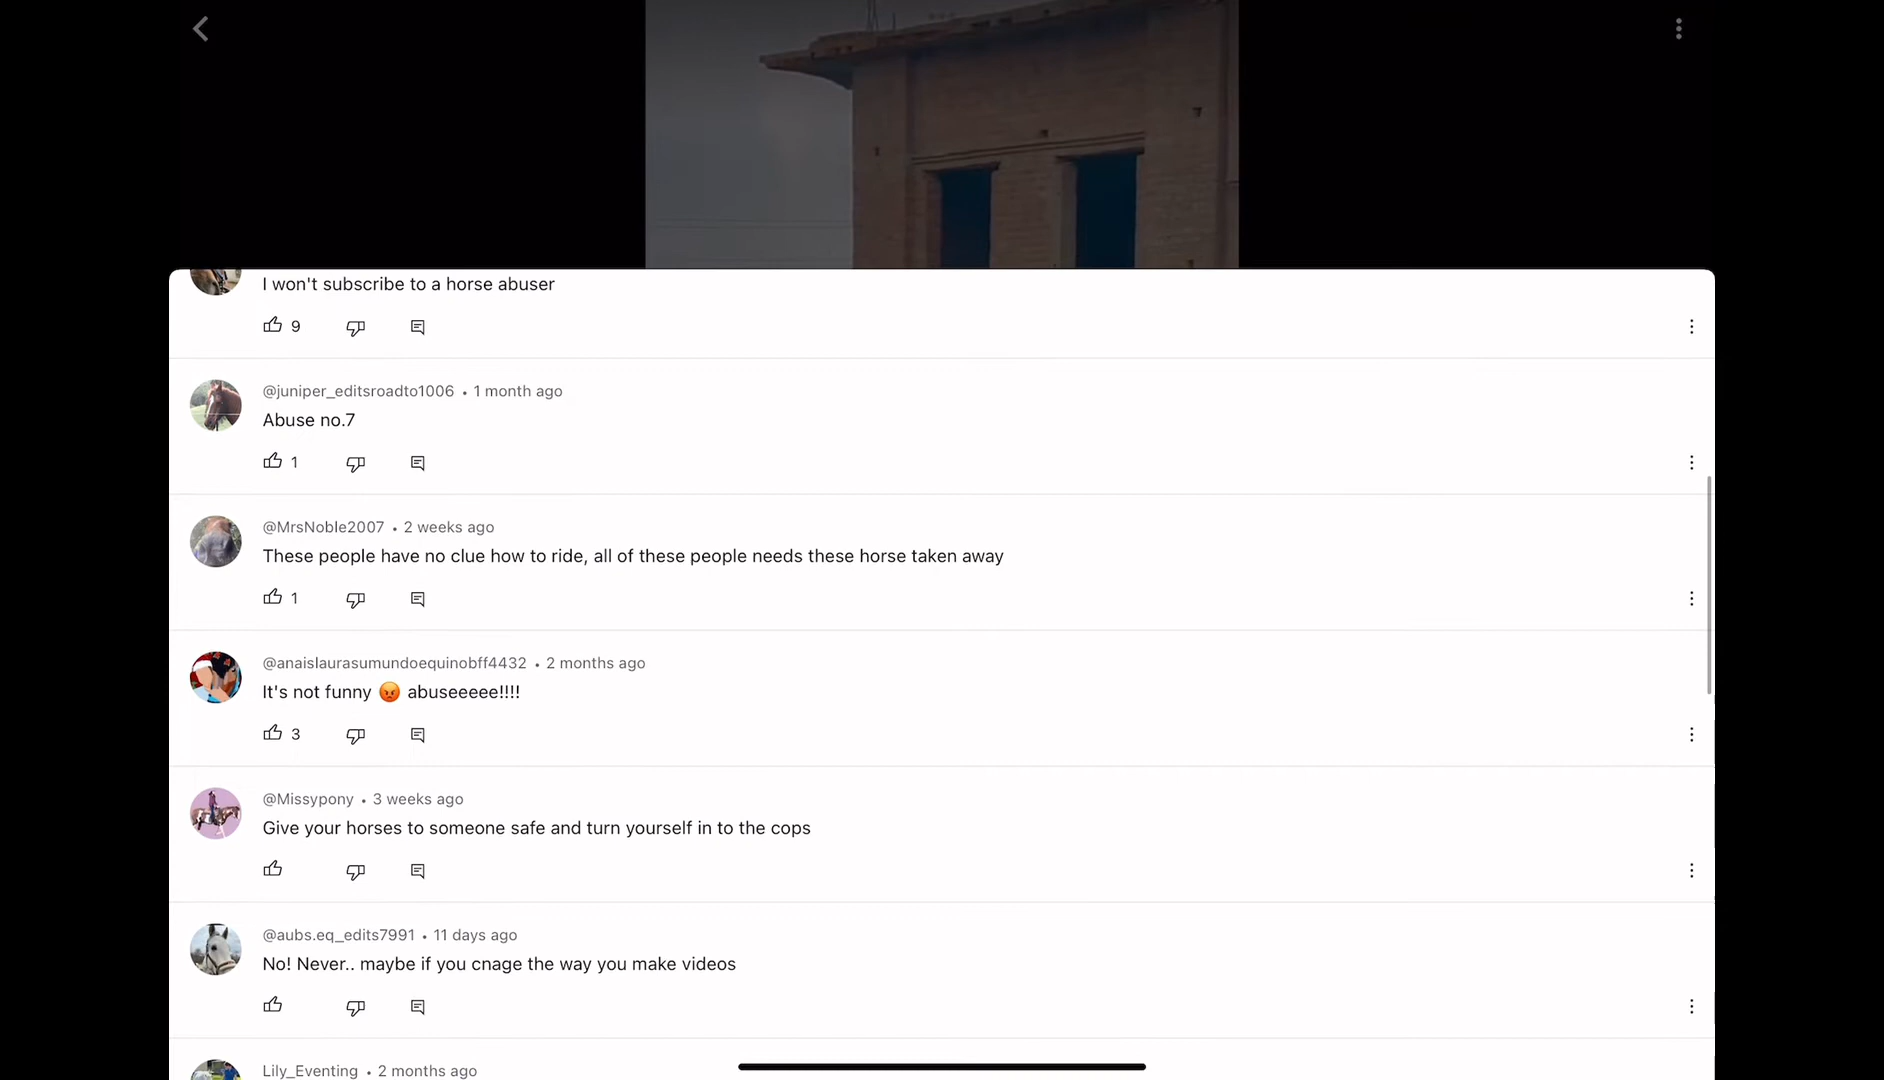 I won't subscribe to a horse abuser
9
@juniper_editsroadto1006 • 1 month ago
Abuse no.7
1
@MrsNoble2007 • 2 weeks ago
These people have no clue how to ride, all of these people needs these horse taken away
1
@anaislaurasumundoequinobff4432 • 2 months ago
It's not funny 😡 abuseeeee!!!!
3
@Missypony • 3 weeks ago
Give your horses to someone safe and turn yourself in to the cops
@aubs.eq_edits7991 • 11 days ago
No! Never.. maybe if you cnage the way you make videos
Lily_Eventing • 2 months ago